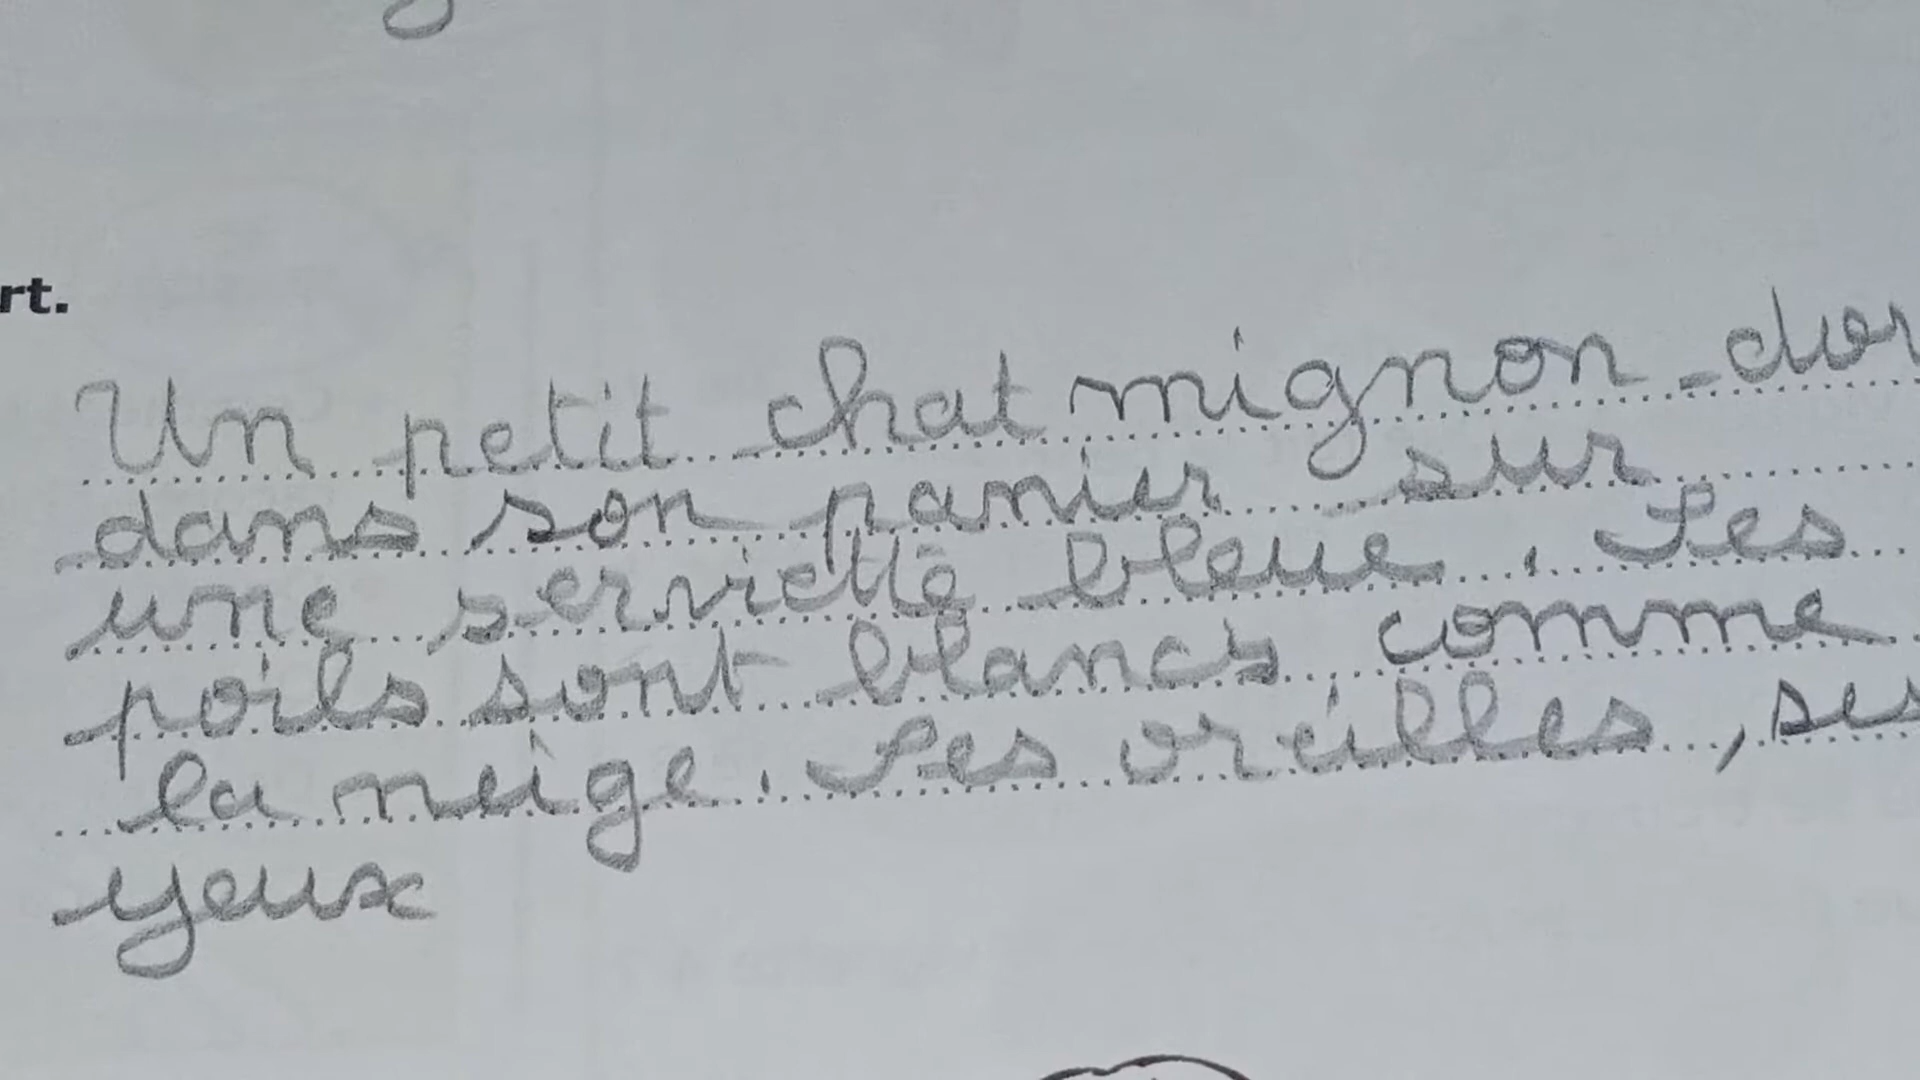 rt.
Un petit chat mignon dor
dans son panier sur
une serviette bleue. Ses
poils sont blancs comme
la neige. Ses oreilles, ses
yeux